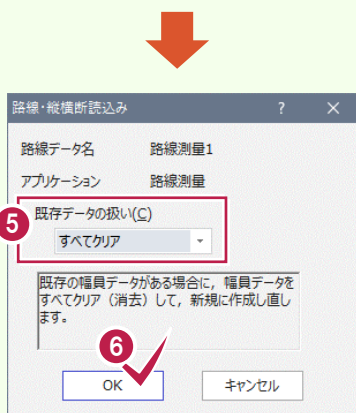 路線・縦横断読込み ? ×
路線データ名 路線測量1
アプリケーション 路線測量
5 既存データの扱い(C)
すべてクリア
既存の幅員データがある場合に，幅員データを
すべてクリア（消去）して，新規に作成し直し
ます。
6
OK キャンセル